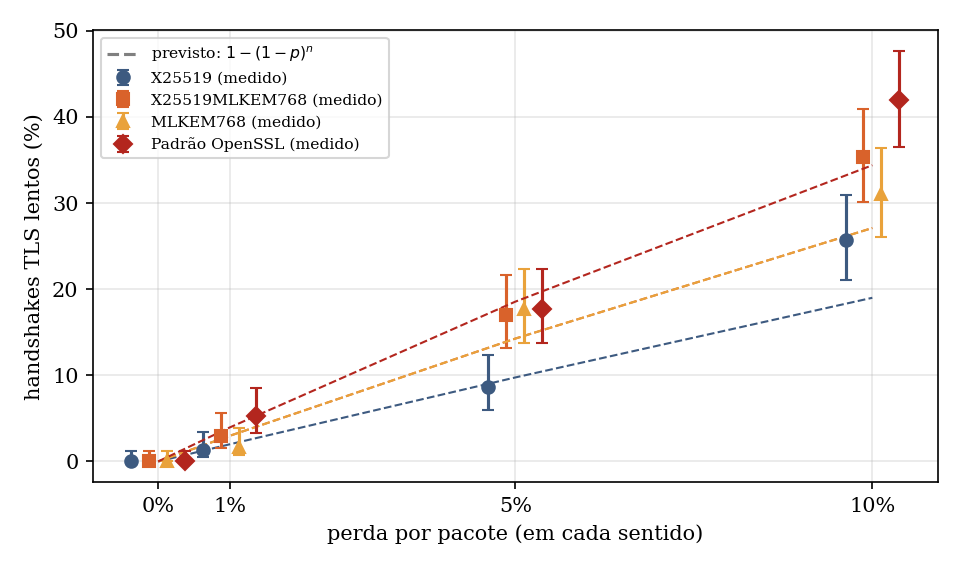 50
40
30
20
10
0
handshakes TLS lentos (%)
previsto: 1 − (1 − p)ⁿ
X25519 (medido)
X25519MLKEM768 (medido)
MLKEM768 (medido)
Padrão OpenSSL (medido)
0%
1%
5%
10%
perda por pacote (em cada sentido)